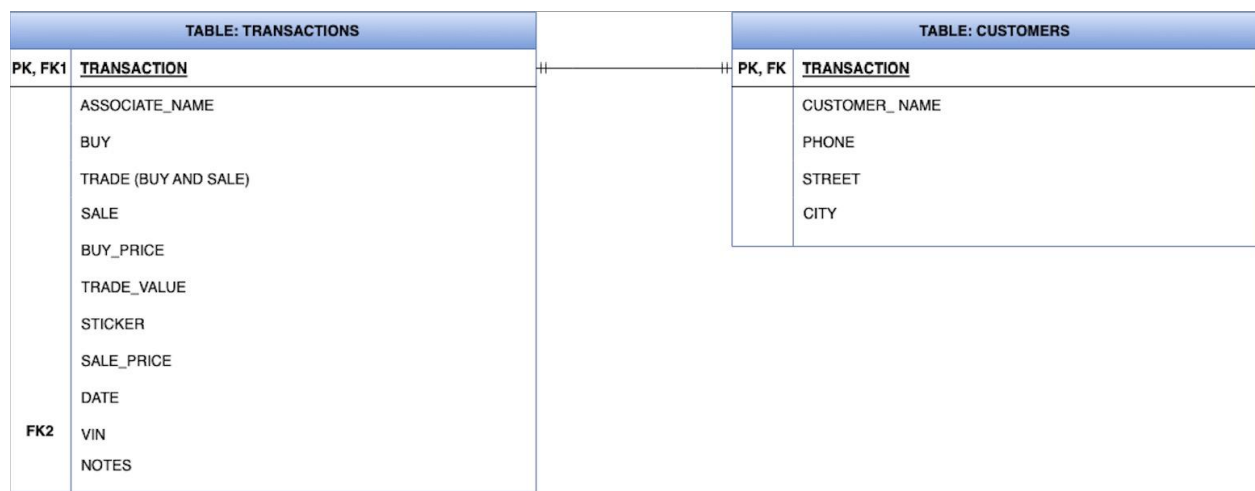 TABLE: TRANSACTIONS
PK, FK1 TRANSACTION
ASSOCIATE_NAME
BUY
TRADE (BUY AND SALE)
SALE
BUY_PRICE
TRADE_VALUE
STICKER
SALE_PRICE
DATE
FK2 VIN
NOTES
TABLE: CUSTOMERS
PK, FK TRANSACTION
CUSTOMER_ NAME
PHONE
STREET
CITY